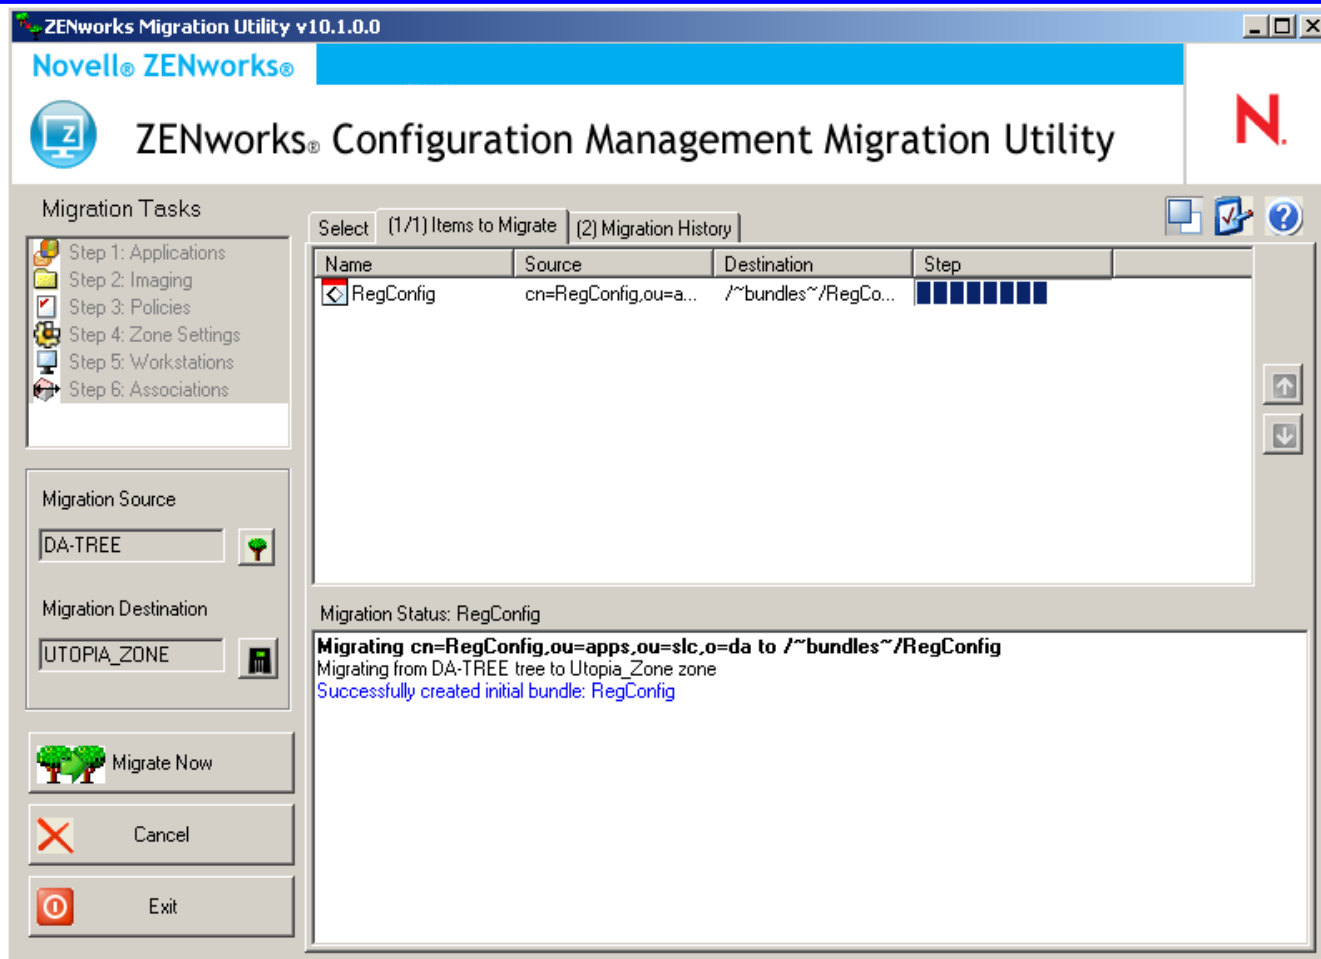 ZENworks Migration Utility v10.1.0.0
Novell® ZENworks®
ZENworks® Configuration Management Migration Utility
N.
Migration Tasks
Step 1: Applications
Step 2: Imaging
Step 3: Policies
Step 4: Zone Settings
Step 5: Workstations
Step 6: Associations
Select (1/1) Items to Migrate (2) Migration History
Name Source Destination Step
RegConfig cn=RegConfig,ou=a... /~bundles~/RegCo...
Migration Source
DA-TREE
Migration Destination
UTOPIA_ZONE
Migrate Now
Cancel
Exit
Migration Status: RegConfig
Migrating cn=RegConfig,ou=apps,ou=slc,o=da to /~bundles~/RegConfig
Migrating from DA-TREE tree to Utopia_Zone zone
Successfully created initial bundle: RegConfig